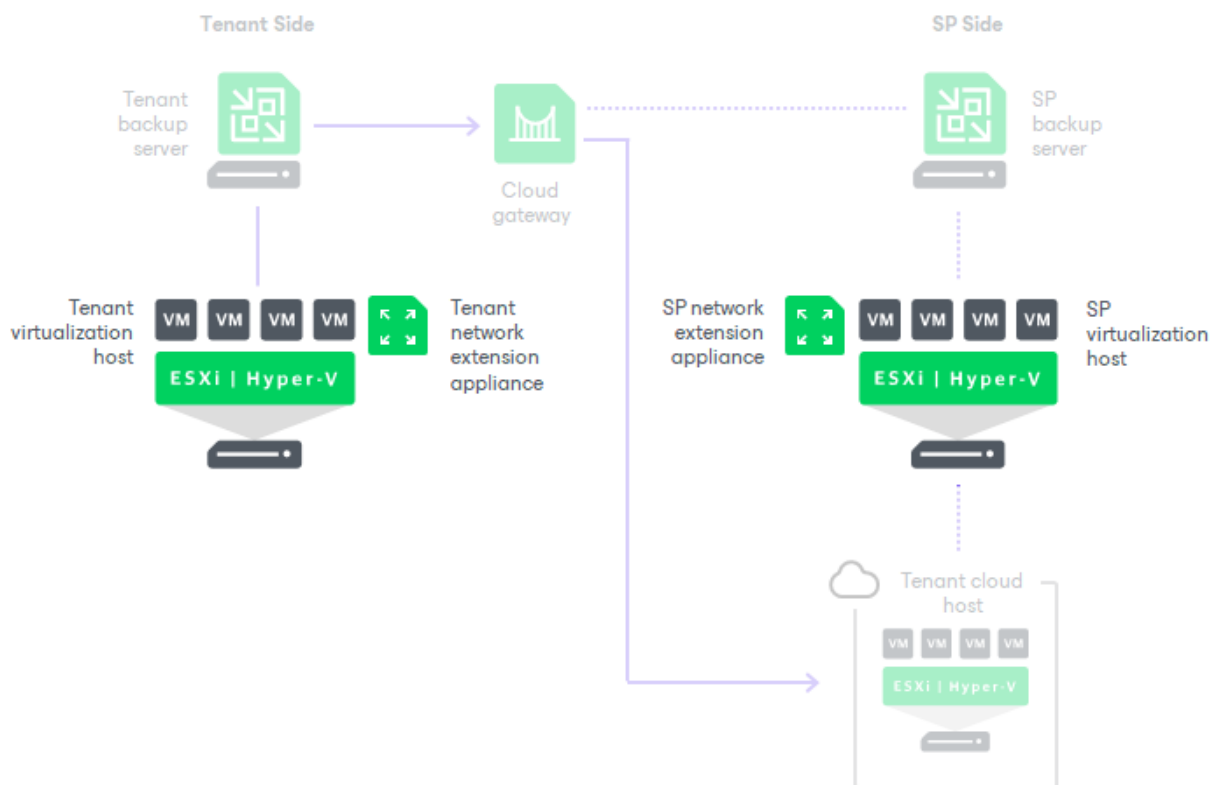 Tenant Side
SP Side
Tenant
backup
server
Cloud
gateway
SP
backup
server
Tenant
virtualization
host
VM VM VM VM
ESXi | Hyper-V
Tenant
network
extension
appliance
SP network
extension
appliance
VM VM VM VM
ESXi | Hyper-V
SP
virtualization
host
Tenant cloud
host
VM VM VM VM
ESXi | Hyper-V